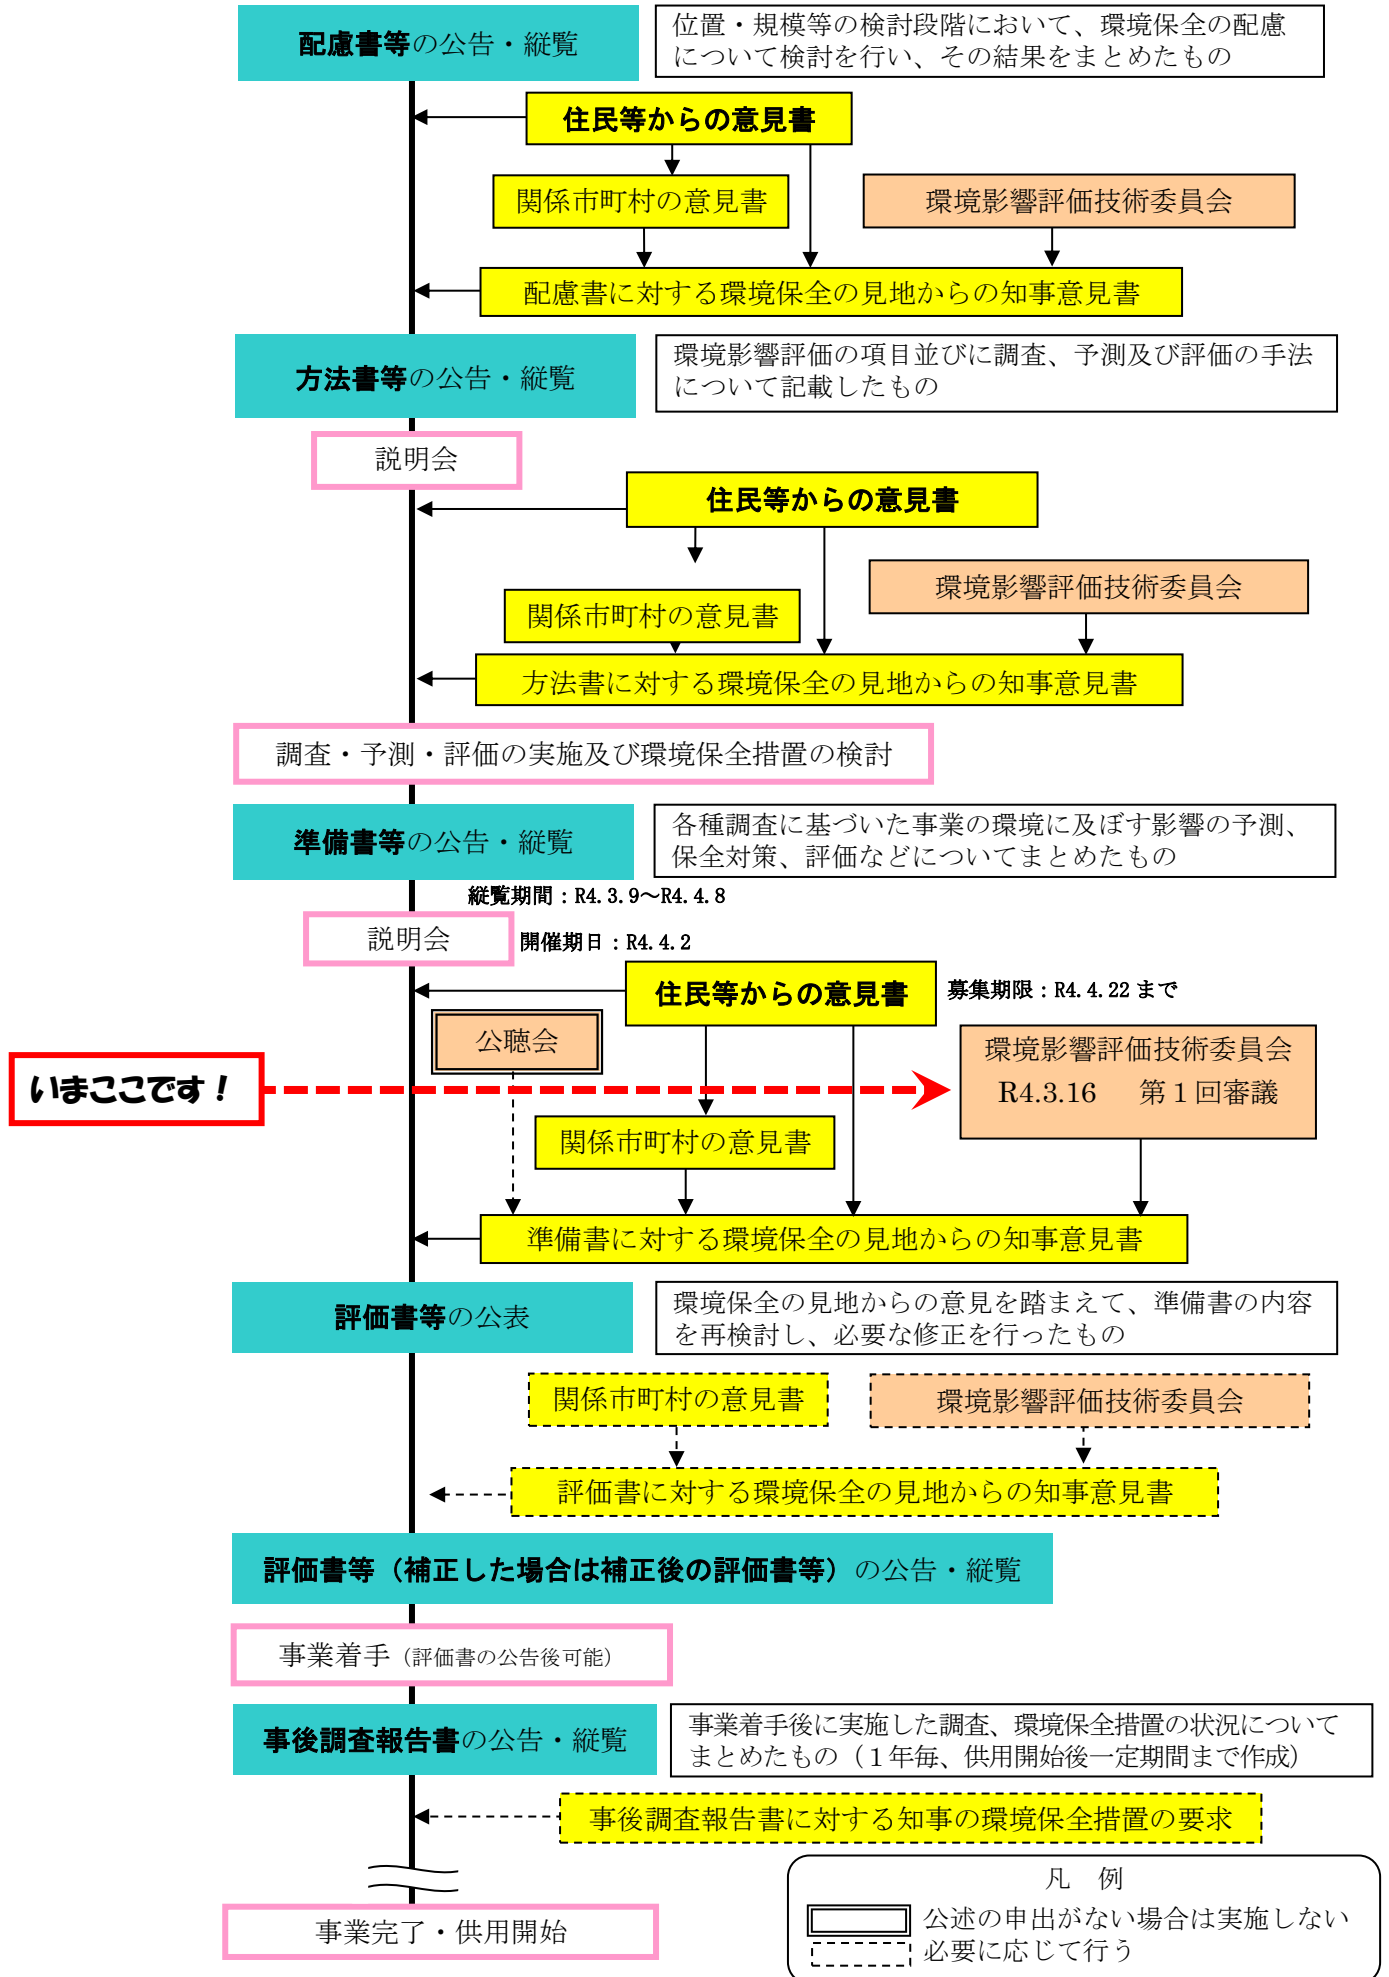 配慮書等の公告・縦覧
位置・規模等の検討段階において、環境保全の配慮
について検討を行い、その結果をまとめたもの
住民等からの意見書
関係市町村の意見書
環境影響評価技術委員会
配慮書に対する環境保全の見地からの知事意見書
方法書等の公告・縦覧
環境影響評価の項目並びに調査、予測及び評価の手法
について記載したもの
説明会
住民等からの意見書
環境影響評価技術委員会
関係市町村の意見書
方法書に対する環境保全の見地からの知事意見書
調査・予測・評価の実施及び環境保全措置の検討
準備書等の公告・縦覧
各種調査に基づいた事業の環境に及ぼす影響の予測、
保全対策、評価などについてまとめたもの
縦覧期間：R4.3.9～R4.4.8
説明会
開催期日：R4.4.2
住民等からの意見書
募集期限：R4.4.22 まで
公聴会
環境影響評価技術委員会
R4.3.16 第１回審議
いまここです！
関係市町村の意見書
準備書に対する環境保全の見地からの知事意見書
評価書等の公表
環境保全の見地からの意見を踏まえて、準備書の内容
を再検討し、必要な修正を行ったもの
関係市町村の意見書
環境影響評価技術委員会
評価書に対する環境保全の見地からの知事意見書
評価書等（補正した場合は補正後の評価書等）の公告・縦覧
事業着手（評価書の公告後可能）
事後調査報告書の公告・縦覧
事業着手後に実施した調査、環境保全措置の状況について
まとめたもの（１年毎、供用開始後一定期間まで作成）
事後調査報告書に対する知事の環境保全措置の要求
凡 例
公述の申出がない場合は実施しない
必要に応じて行う
事業完了・供用開始